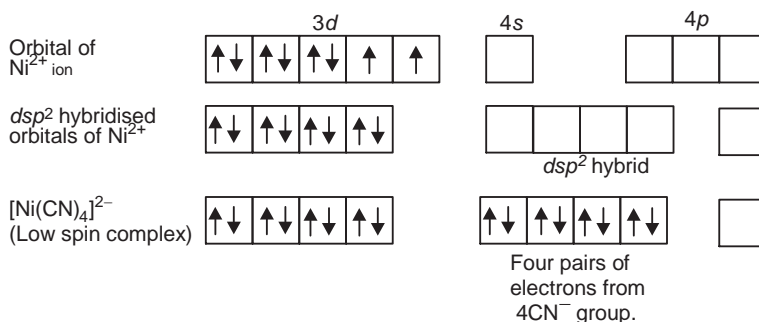 3d 4s 4p
Orbital of
Ni2+ ion
dsp2 hybridised
orbitals of Ni2+
dsp2 hybrid
[Ni(CN)4]2−
(Low spin complex)
Four pairs of
electrons from
4CN− group.